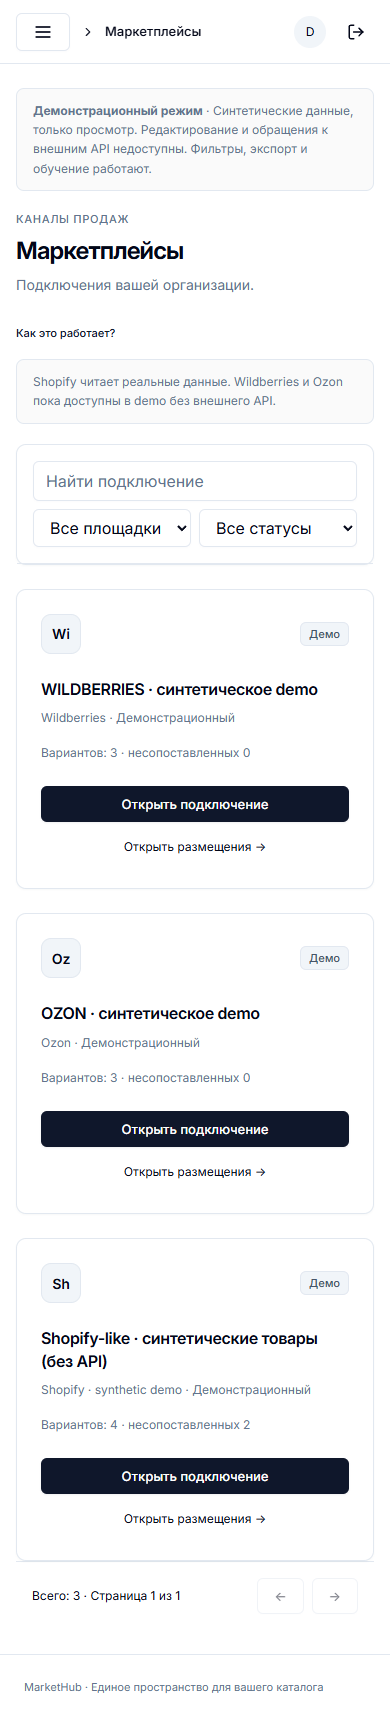 Маркетплейсы
D
Демонстрационный режим · Синтетические данные,
только просмотр. Редактирование и обращения к
внешним API недоступны. Фильтры, экспорт и
обучение работают.
КАНАЛЫ ПРОДАЖ
Маркетплейсы
Подключения вашей организации.
Как это работает?
Shopify читает реальные данные. Wildberries и Ozon
пока доступны в demo без внешнего API.
Найти подключение
Все площадки
Все статусы
Wi
Демо
WILDBERRIES · синтетическое demo
Wildberries · Демонстрационный
Вариантов: 3 · несопоставленных 0
Открыть подключение
Открыть размещения →
Oz
Демо
OZON · синтетическое demo
Ozon · Демонстрационный
Вариантов: 3 · несопоставленных 0
Открыть подключение
Открыть размещения →
Sh
Демо
Shopify-like · синтетические товары
(без API)
Shopify · synthetic demo · Демонстрационный
Вариантов: 4 · несопоставленных 2
Открыть подключение
Открыть размещения →
Всего: 3 · Страница 1 из 1
← →
MarketHub · Единое пространство для вашего каталога